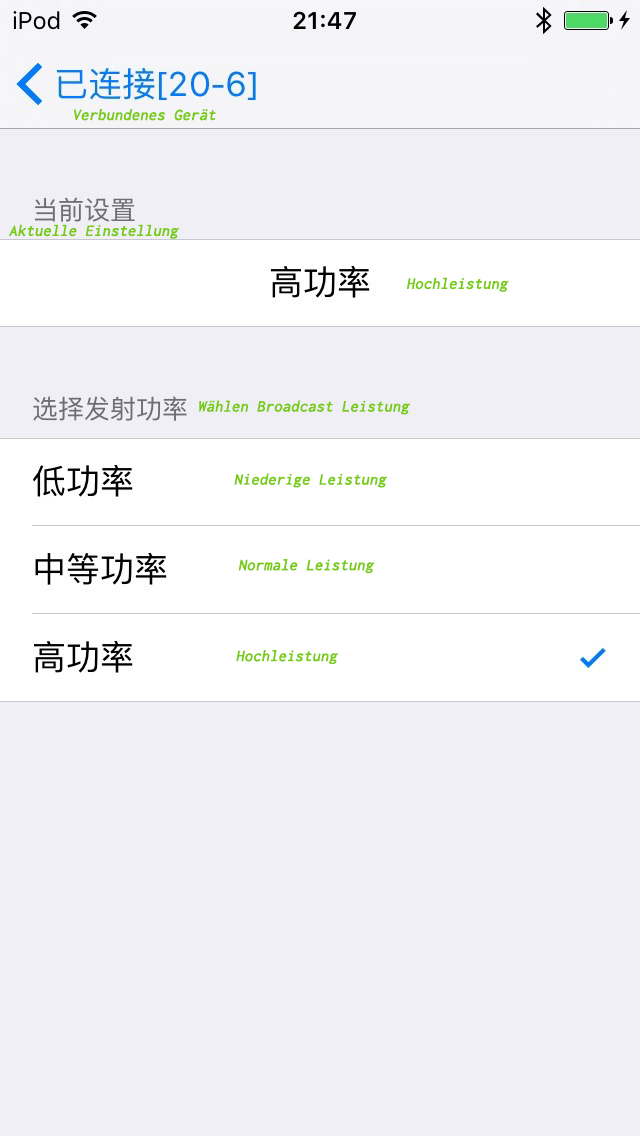 iPod 21:47
已连接[20-6]
Verbundenes Gerät
当前设置
Aktuelle Einstellung
高功率 Hochleistung
选择发射功率 Wählen Broadcast Leistung
低功率 Niederige Leistung
中等功率 Normale Leistung
高功率 Hochleistung